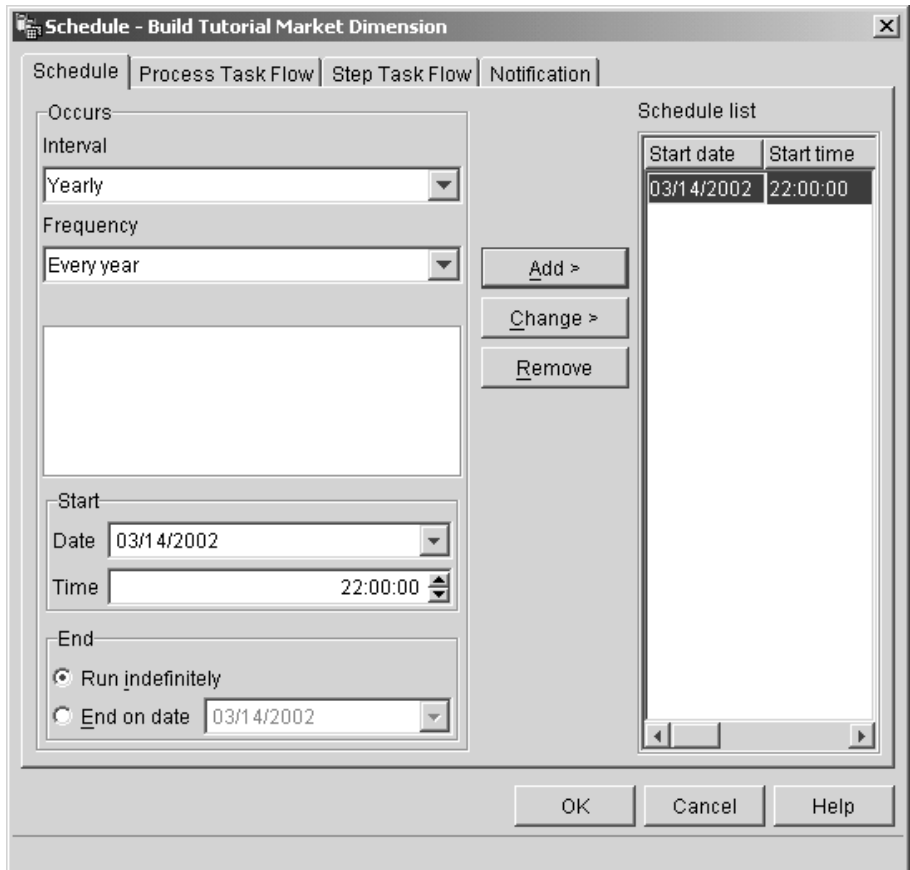 Schedule - Build Tutorial Market Dimension
Schedule
Process Task Flow
Step Task Flow
Notification
Occurs
Interval
Yearly
Frequency
Every year
Start
Date
03/14/2002
Time
22:00:00
End
Run indefinitely
End on date
03/14/2002
Add >
Change >
Remove
Schedule list
Start date
Start time
03/14/2002
22:00:00
OK
Cancel
Help